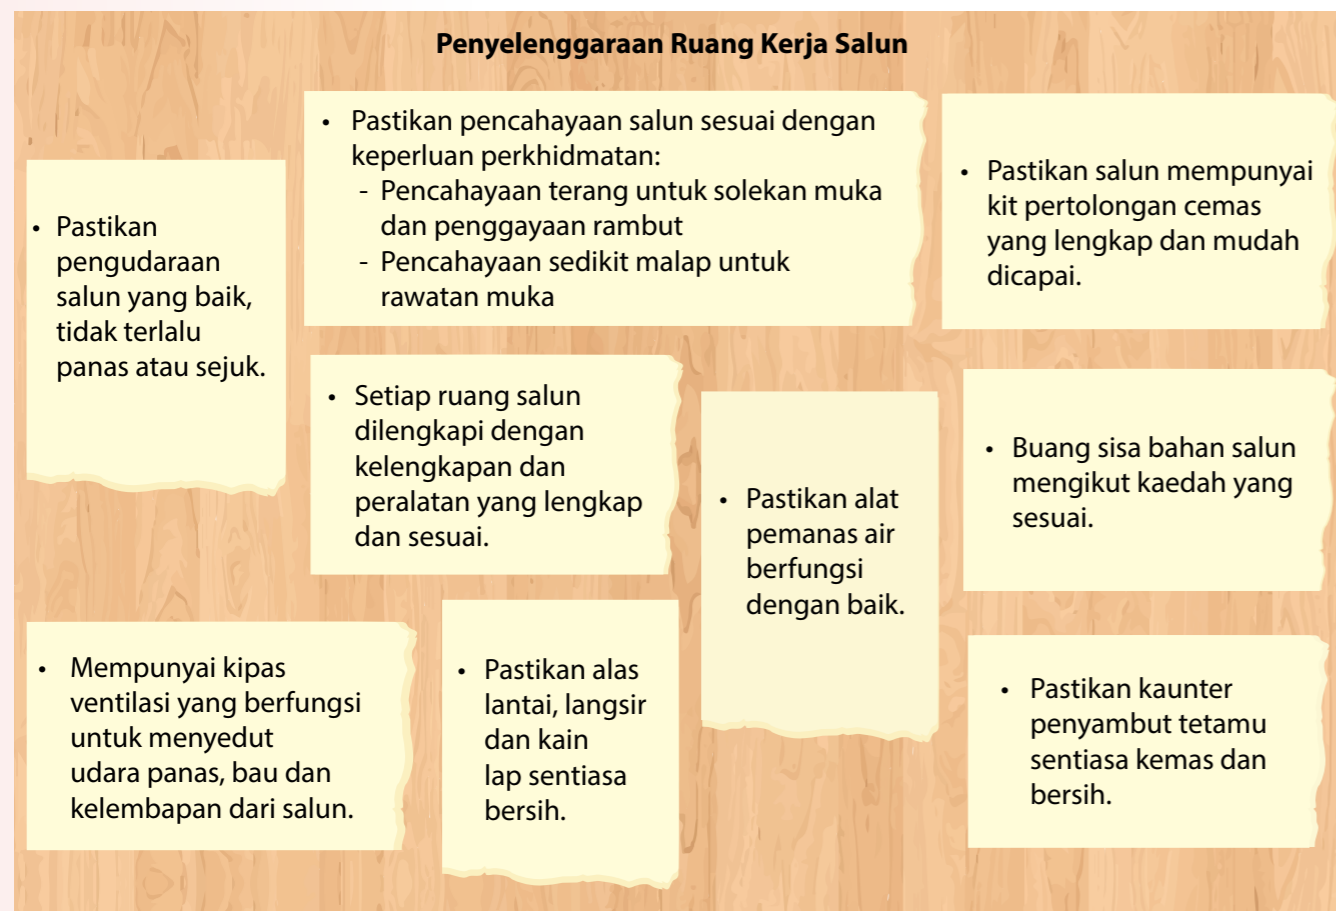 Penyelenggaraan Ruang Kerja Salun
• Pastikan
pengudaraan
salun yang baik,
tidak terlalu
panas atau sejuk.
• Pastikan pencahayaan salun sesuai dengan
keperluan perkhidmatan:
- Pencahayaan terang untuk solekan muka
dan penggayaan rambut
- Pencahayaan sedikit malap untuk
rawatan muka
• Pastikan salun mempunyai
kit pertolongan cemas
yang lengkap dan mudah
dicapai.
• Setiap ruang salun
dilengkapi dengan
kelengkapan dan
peralatan yang lengkap
dan sesuai.
• Pastikan alat
pemanas air
berfungsi
dengan baik.
• Buang sisa bahan salun
mengikut kaedah yang
sesuai.
• Mempunyai kipas
ventilasi yang berfungsi
untuk menyedut
udara panas, bau dan
kelembapan dari salun.
• Pastikan alas
lantai, langsir
dan kain
lap sentiasa
bersih.
• Pastikan kaunter
penyambut tetamu
sentiasa kemas dan
bersih.